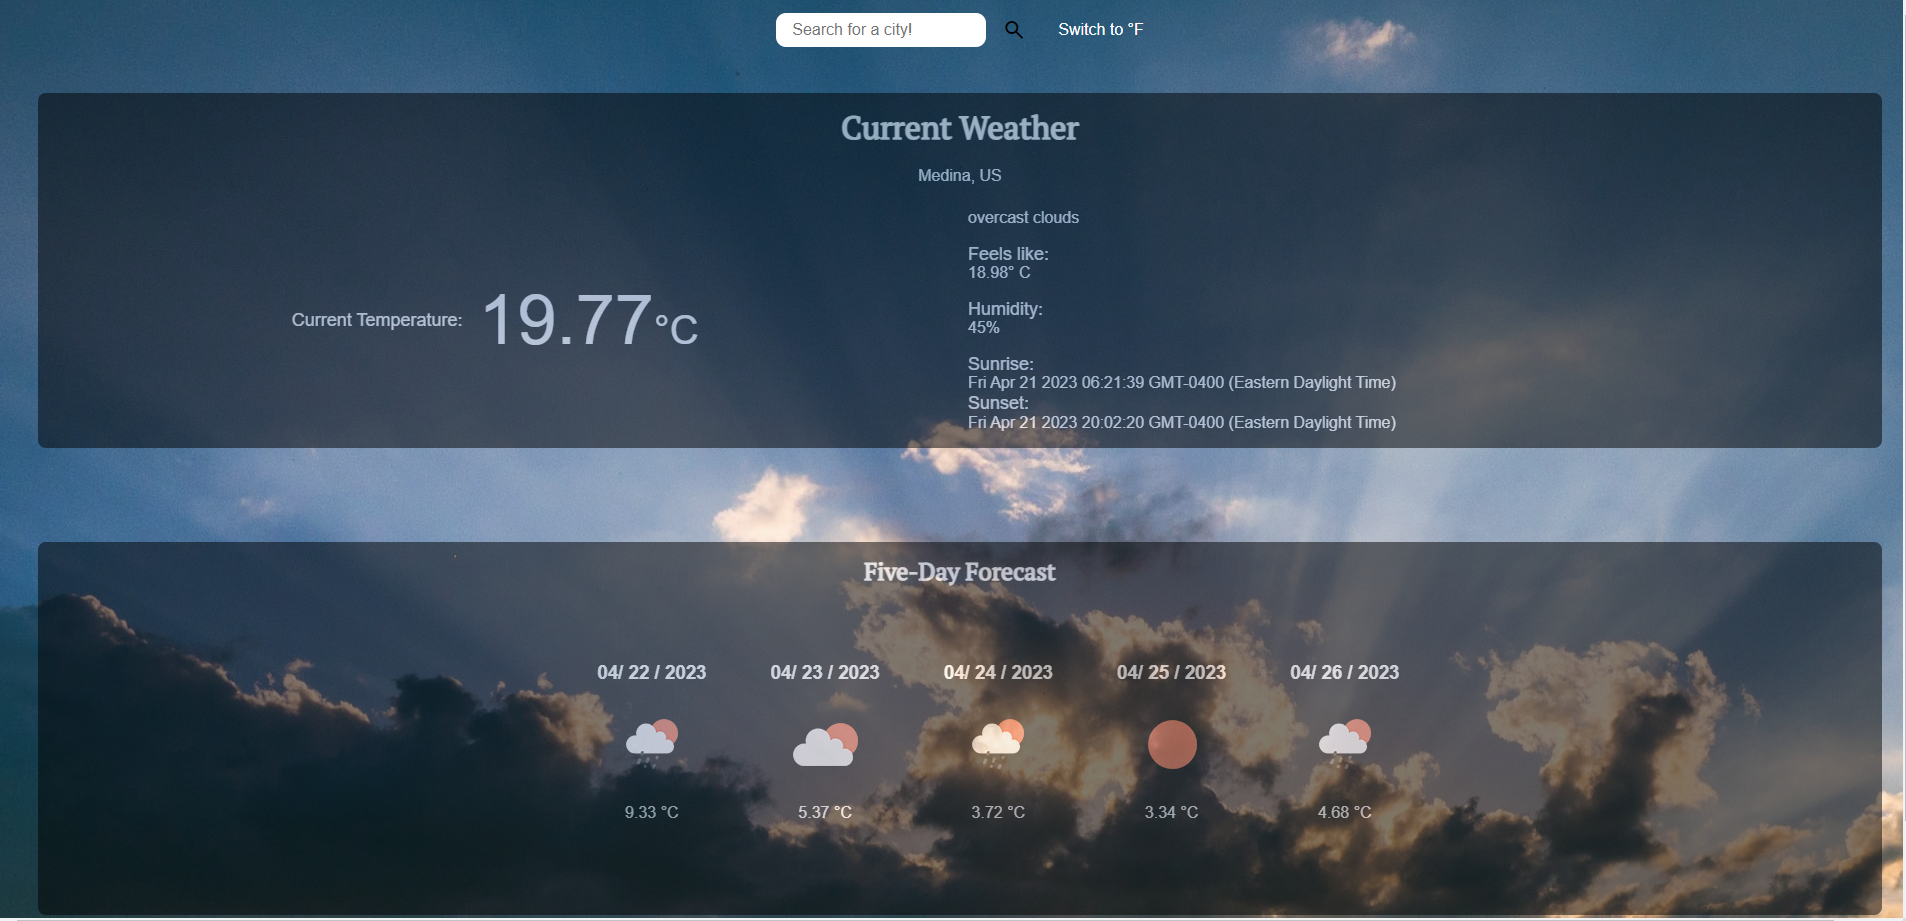 Search for a city!
Switch to °F
Current Weather
Medina, US
overcast clouds
Feels like:
18.98° C
Humidity:
45%
Current Temperature: 19.77°C
Sunrise:
Fri Apr 21 2023 06:21:39 GMT-0400 (Eastern Daylight Time)
Sunset:
Fri Apr 21 2023 20:02:20 GMT-0400 (Eastern Daylight Time)
Five-Day Forecast
04/ 22 / 2023
04/ 23 / 2023
04/ 24 / 2023
04/ 25 / 2023
04/ 26 / 2023
9.33 °C
5.37 °C
3.72 °C
3.34 °C
4.68 °C